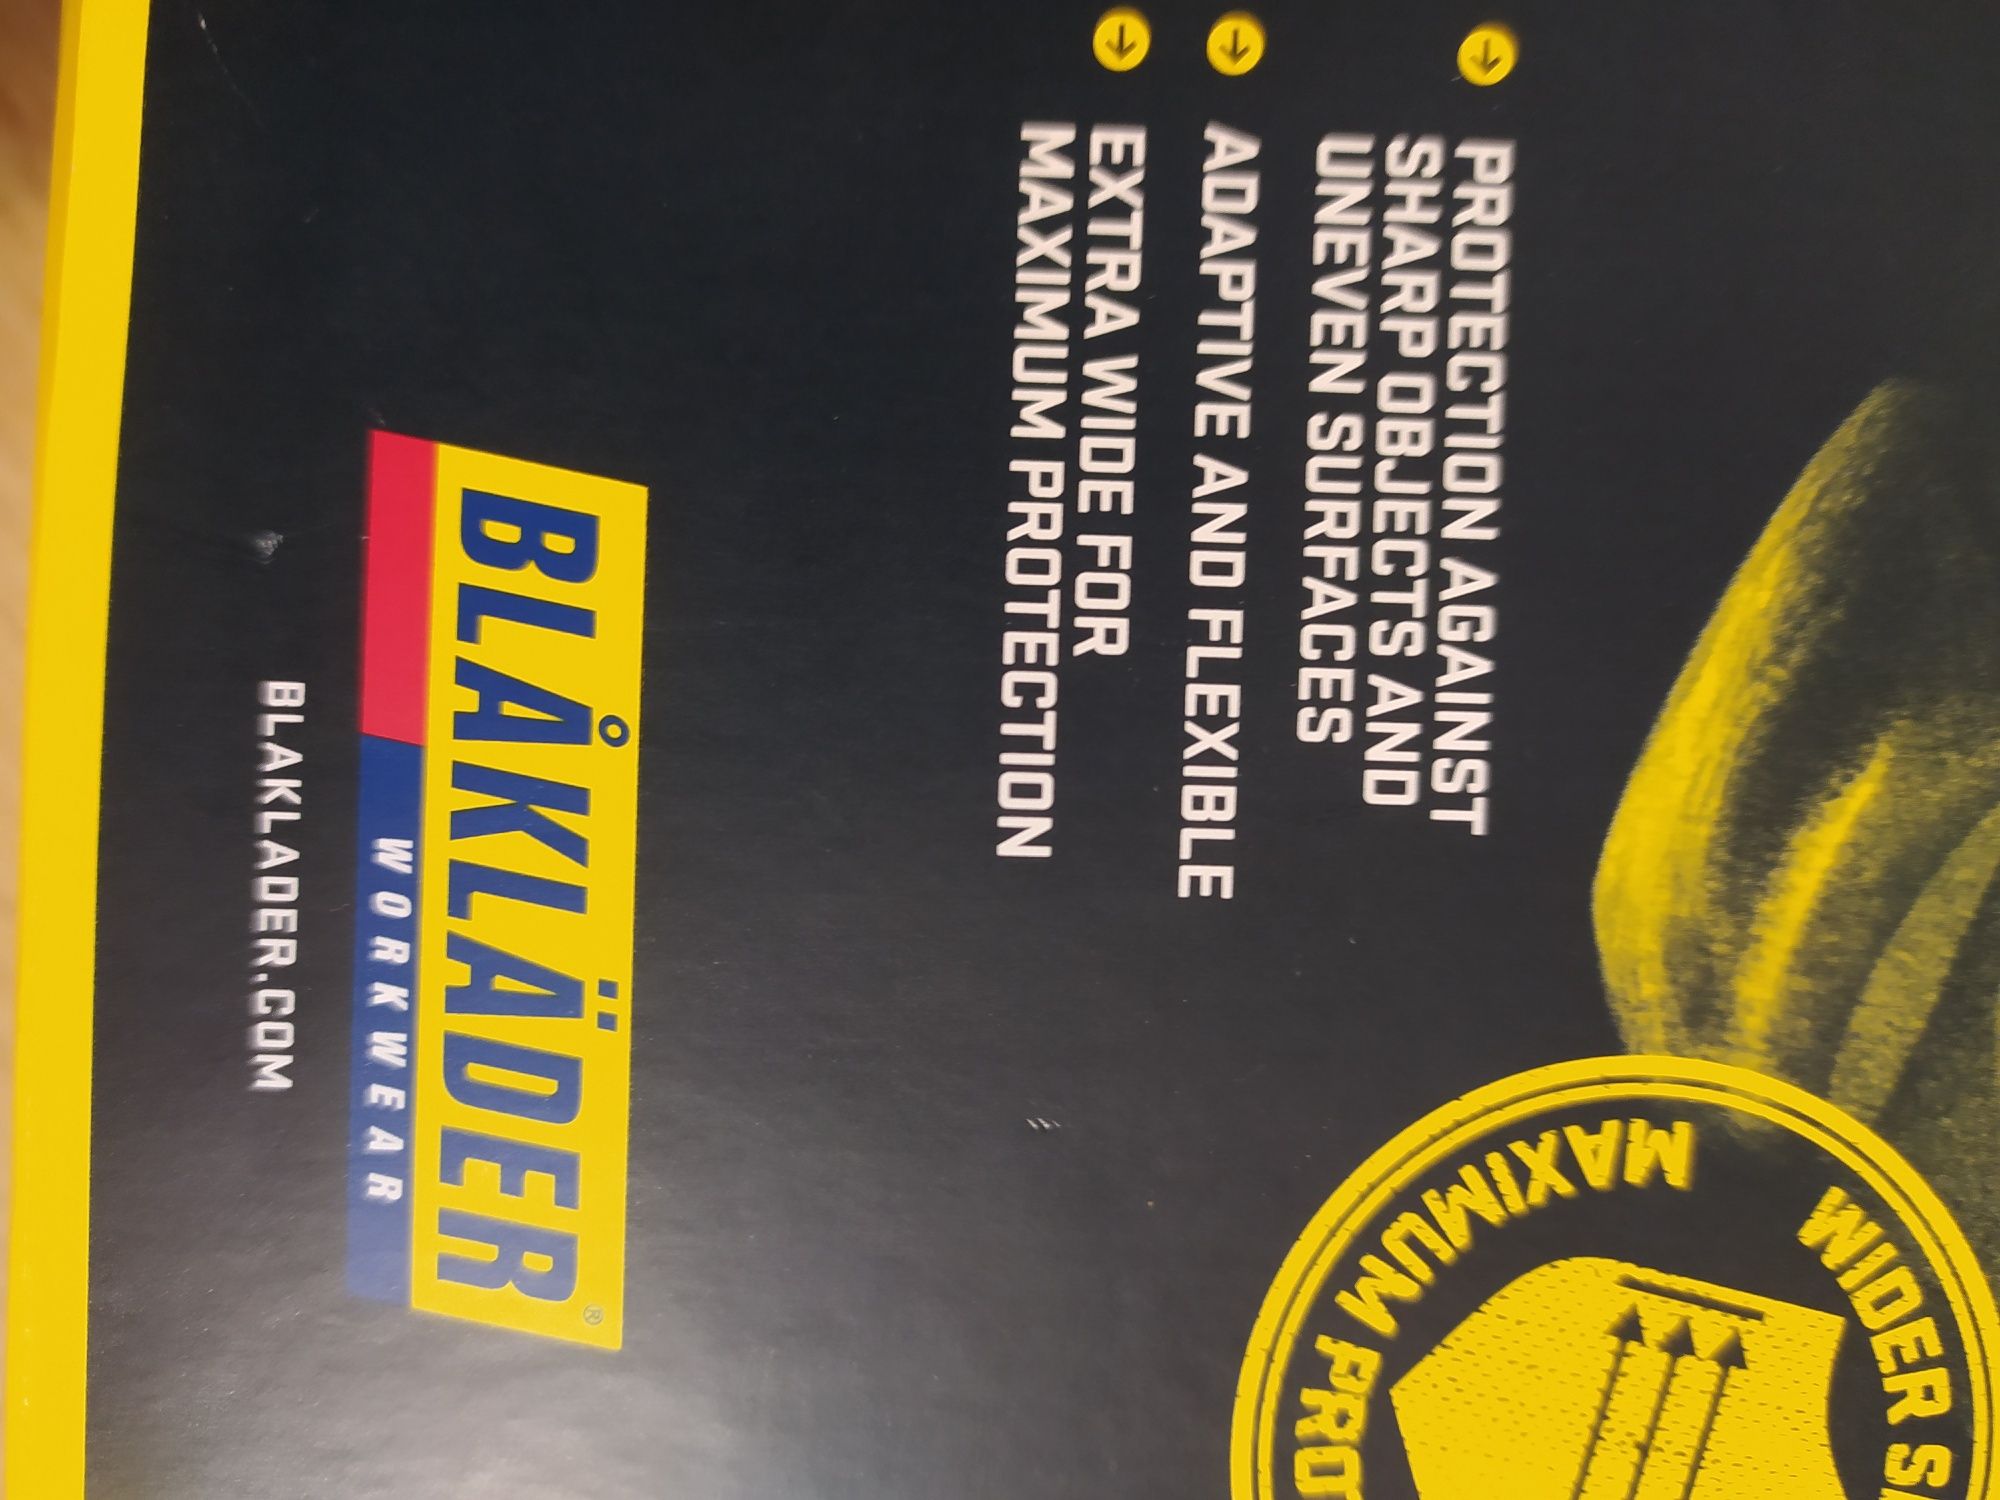 PROTECTION AGAINST
SHARP OBJECTS AND
UNEVEN SURFACES
ADAPTIVE AND FLEXIBLE
EXTRA WIDE FOR
MAXIMUM PROTECTION
WIDER
MAXIMUM
BLÅKLÄDER®
WORKWEAR
BLAKLADER.COM